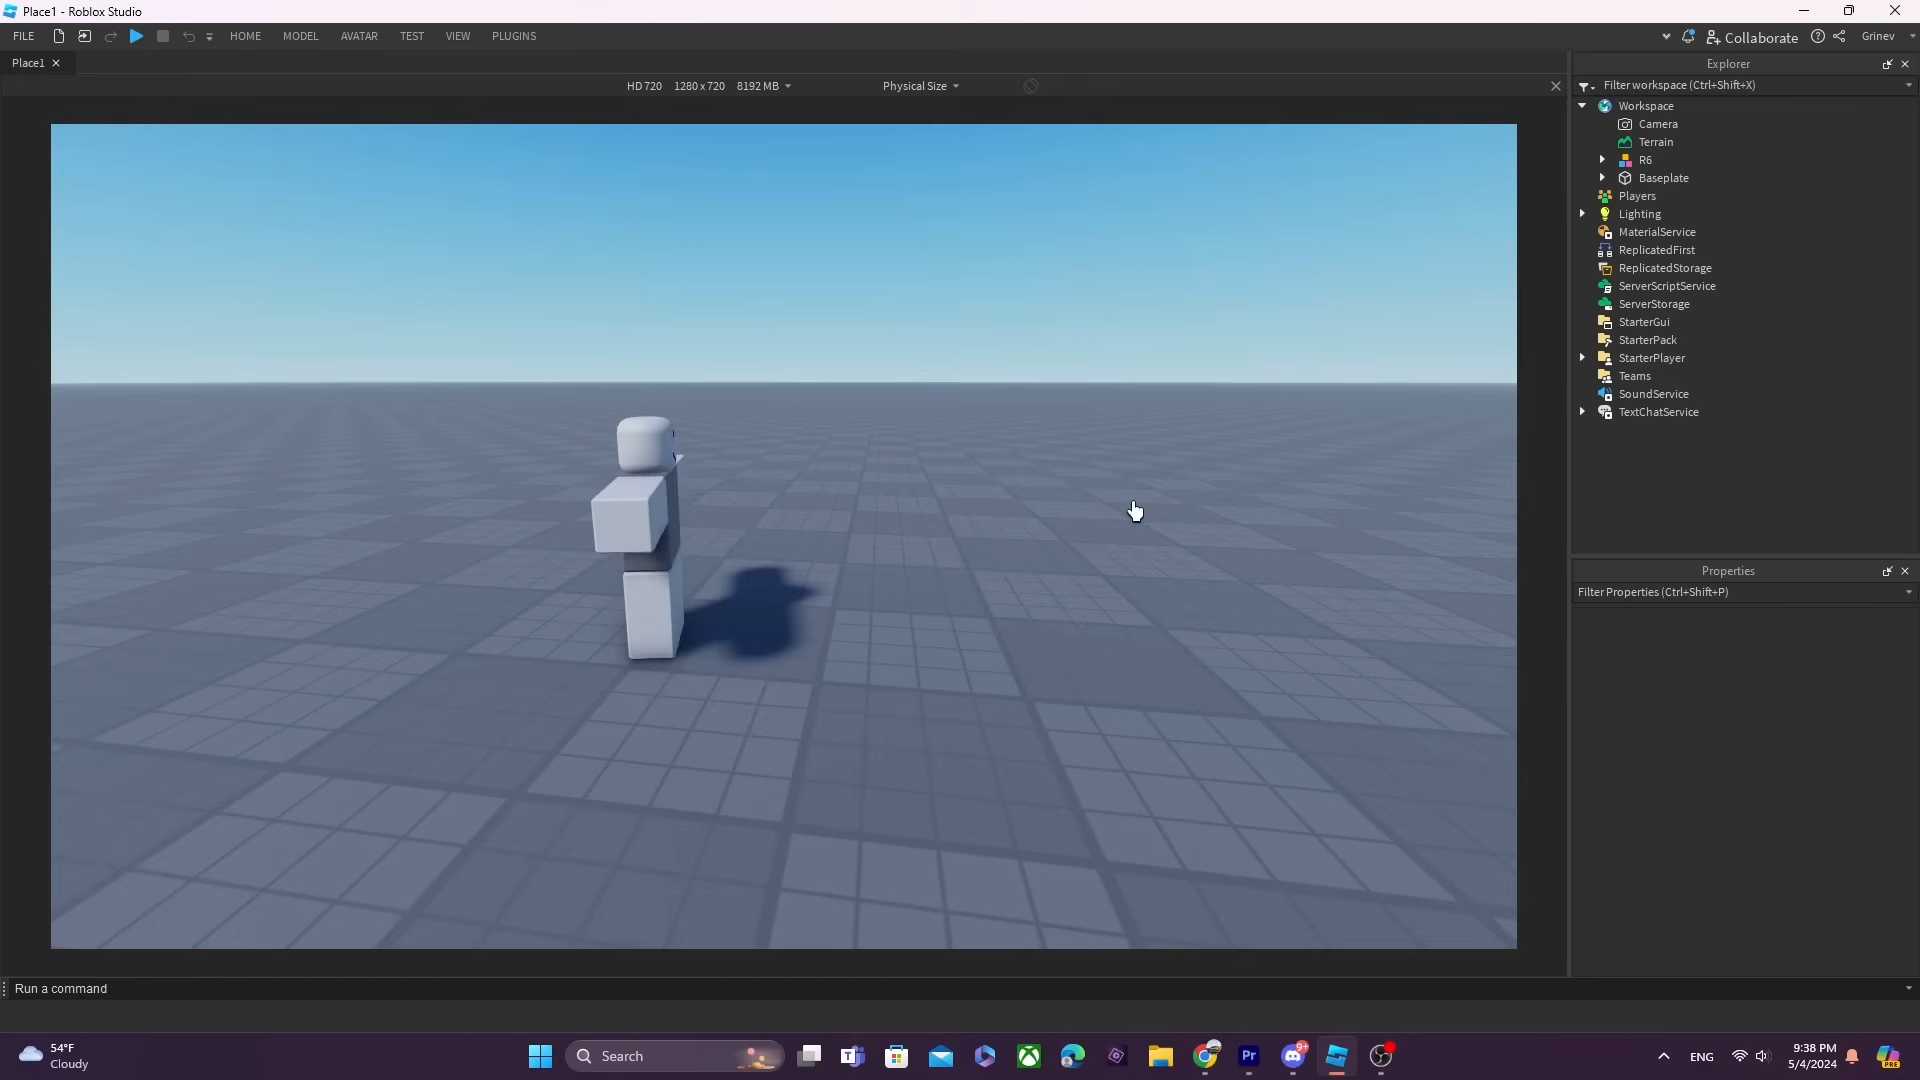 Place1 - Roblox Studio
FILE HOME MODEL AVATAR TEST VIEW PLUGINS Collaborate Grinev
Place1
HD 720 1280 x 720 8192 MB Physical Size
Explorer
Filter workspace (Ctrl+Shift+X)
Workspace
Camera
Terrain
R6
Baseplate
Players
Lighting
MaterialService
ReplicatedFirst
ReplicatedStorage
ServerScriptService
ServerStorage
StarterGui
StarterPack
StarterPlayer
Teams
SoundService
TextChatService
Properties
Filter Properties (Ctrl+Shift+P)
Run a command
54°F
Cloudy
Search
Pr
9+
ENG
9:38 PM
5/4/2024
PRE